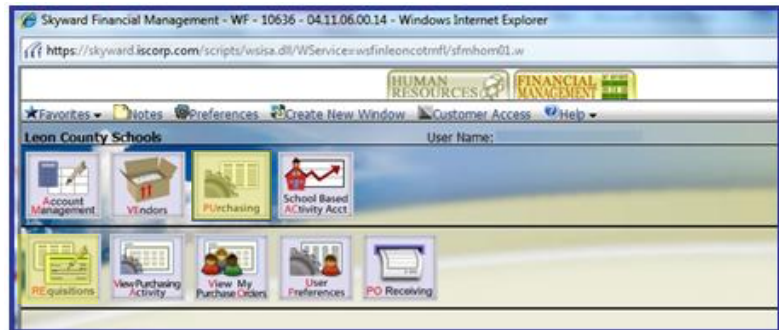 Skyward Financial Management - WF - 10636 - 04.11.06.00.14 - Windows Internet Explorer
https://skyward.iscorp.com/scripts/wsisa.dll/WService=wsfinleoncotmfl/sfmhom01.w
HUMAN RESOURCES FINANCIAL MANAGEMENT
Favorites Notes Preferences Create New Window Customer Access Help
Leon County Schools User Name:
Account Management VEndors PUrchasing School Based ACtivity Acct
REquisitions View Purchasing Activity View My Purchase Orders User Preferences PO Receiving